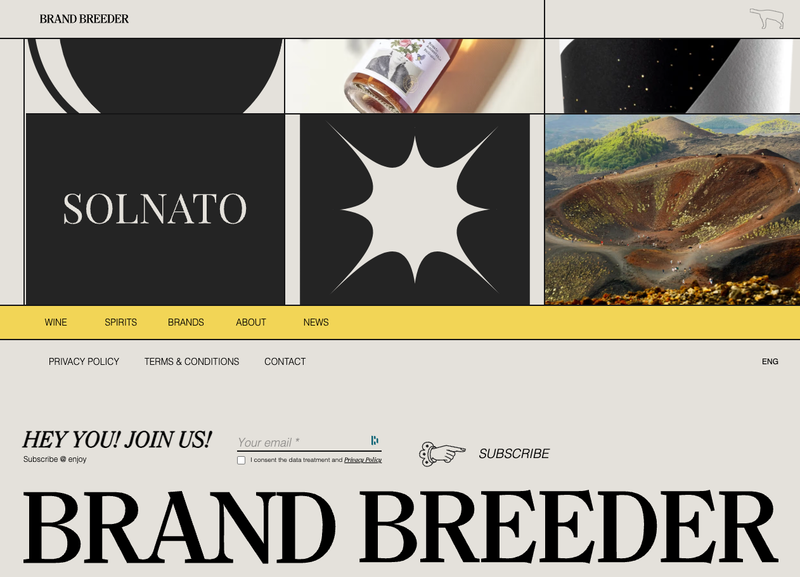 BRAND BREEDER
SOLNATO
WINE SPIRITS BRANDS ABOUT NEWS
PRIVACY POLICY TERMS & CONDITIONS CONTACT ENG
HEY YOU! JOIN US!
Subscribe @ enjoy
Your email *
I consent the data treatment and Privacy Policy
SUBSCRIBE
BRAND BREEDER